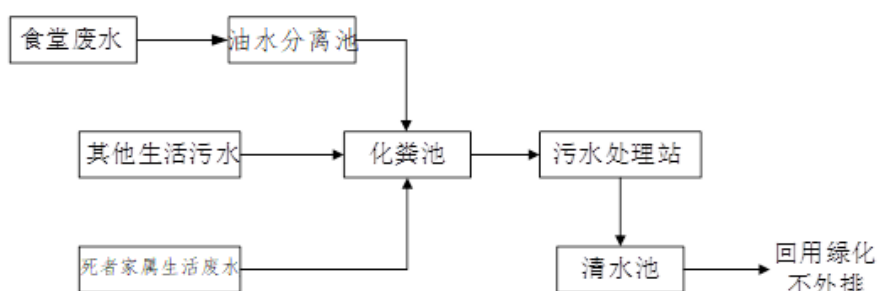 食堂废水
油水分离池
其他生活污水
化粪池
污水处理站
死者家属生活废水
清水池
回用绿化
不外排